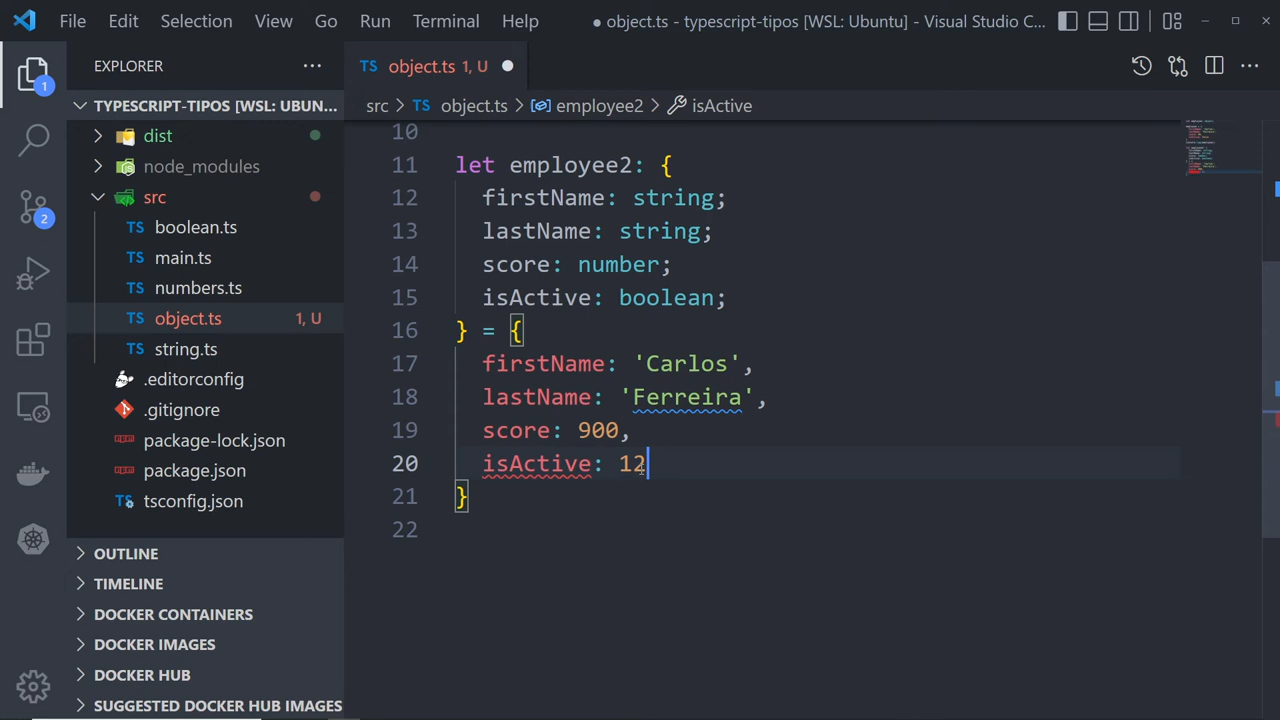 File Edit Selection View Go Run Terminal Help ● object.ts - typescript-tipos [WSL: Ubuntu] - Visual Studio C...
EXPLORER ...
TS object.ts 1, U ●
TYPESCRIPT-TIPOS [WSL: UBUN...
src > TS object.ts > employee2 > isActive
dist
node_modules
src
TS boolean.ts
TS main.ts
TS numbers.ts
TS object.ts 1, U
TS string.ts
.editorconfig
.gitignore
package-lock.json
package.json
tsconfig.json
OUTLINE
TIMELINE
DOCKER CONTAINERS
DOCKER IMAGES
DOCKER HUB
SUGGESTED DOCKER HUB IMAGES
1
2
10
11 let employee2: {
12 firstName: string;
13 lastName: string;
14 score: number;
15 isActive: boolean;
16 } = {
17 firstName: 'Carlos',
18 lastName: 'Ferreira',
19 score: 900,
20 isActive: 12
21 }
22